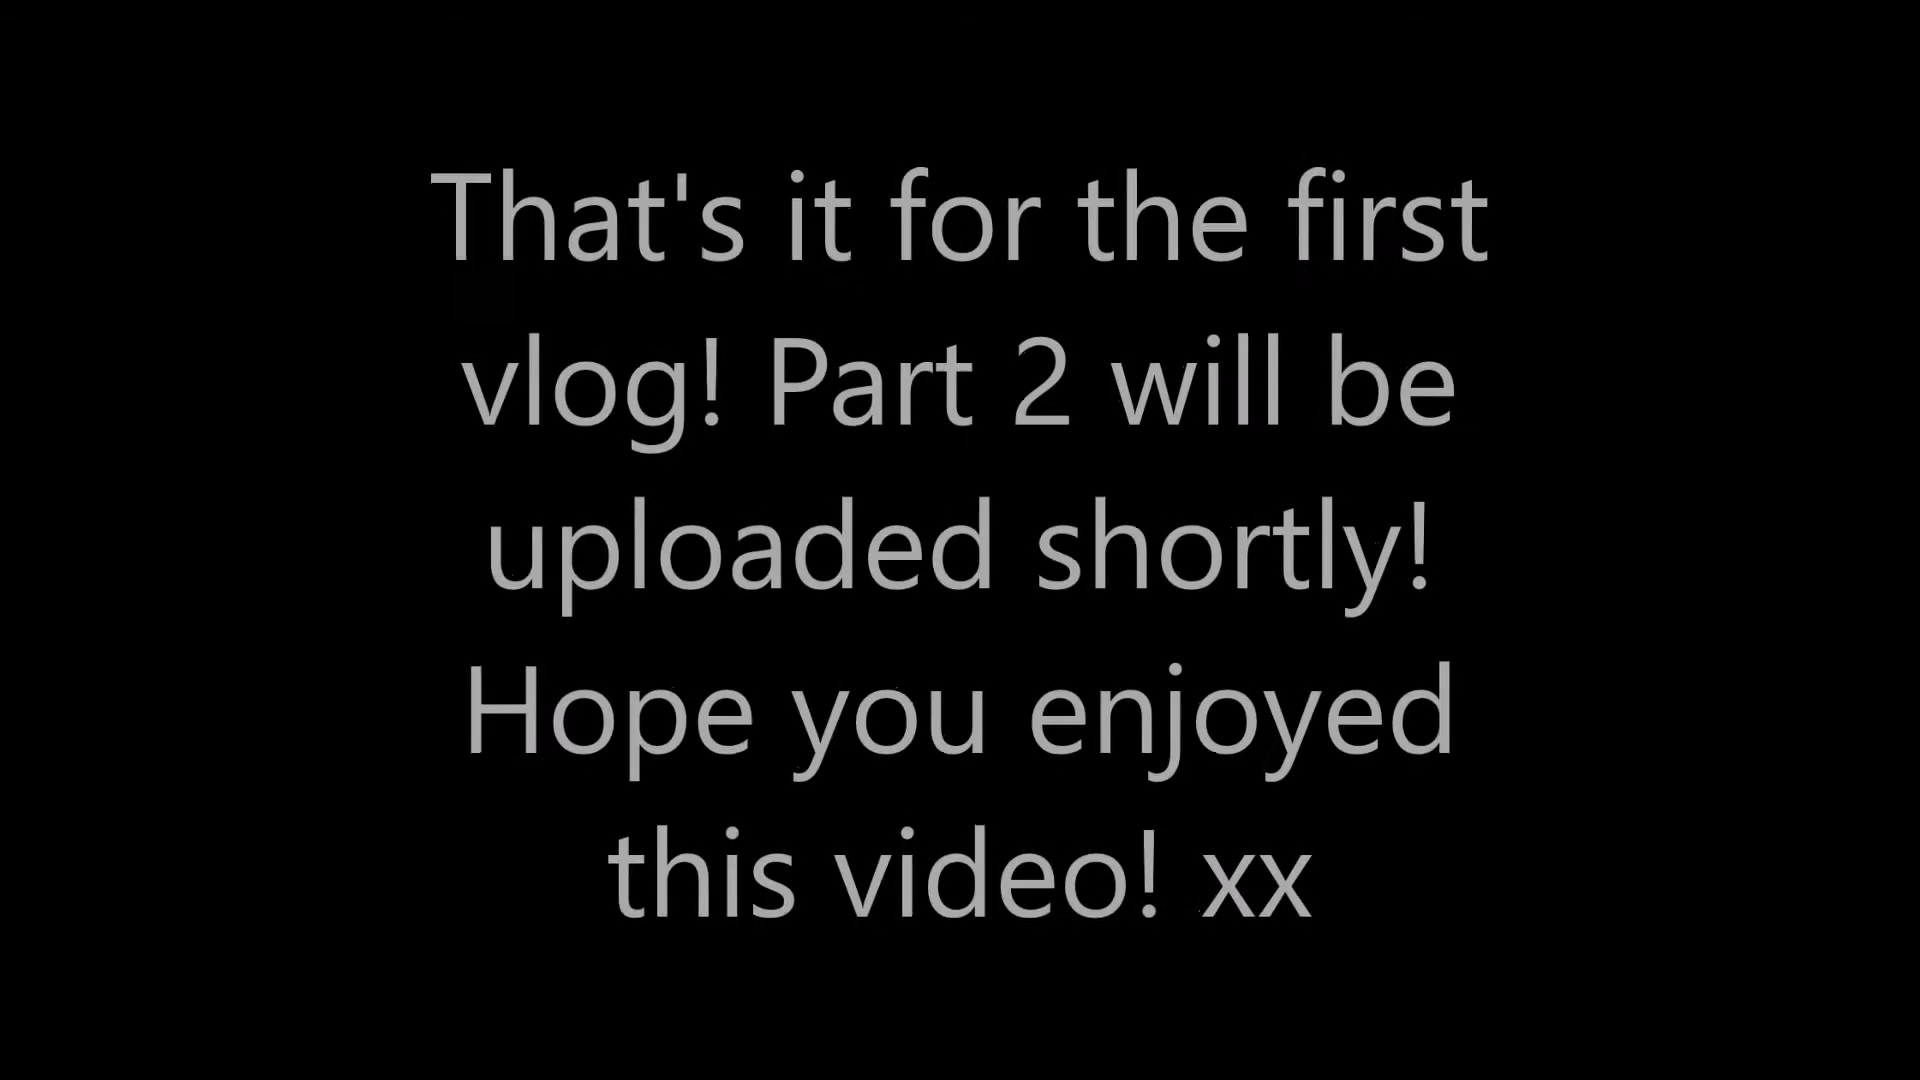 That's it for the first
vlog! Part 2 will be
uploaded shortly!
Hope you enjoyed
this video! xx